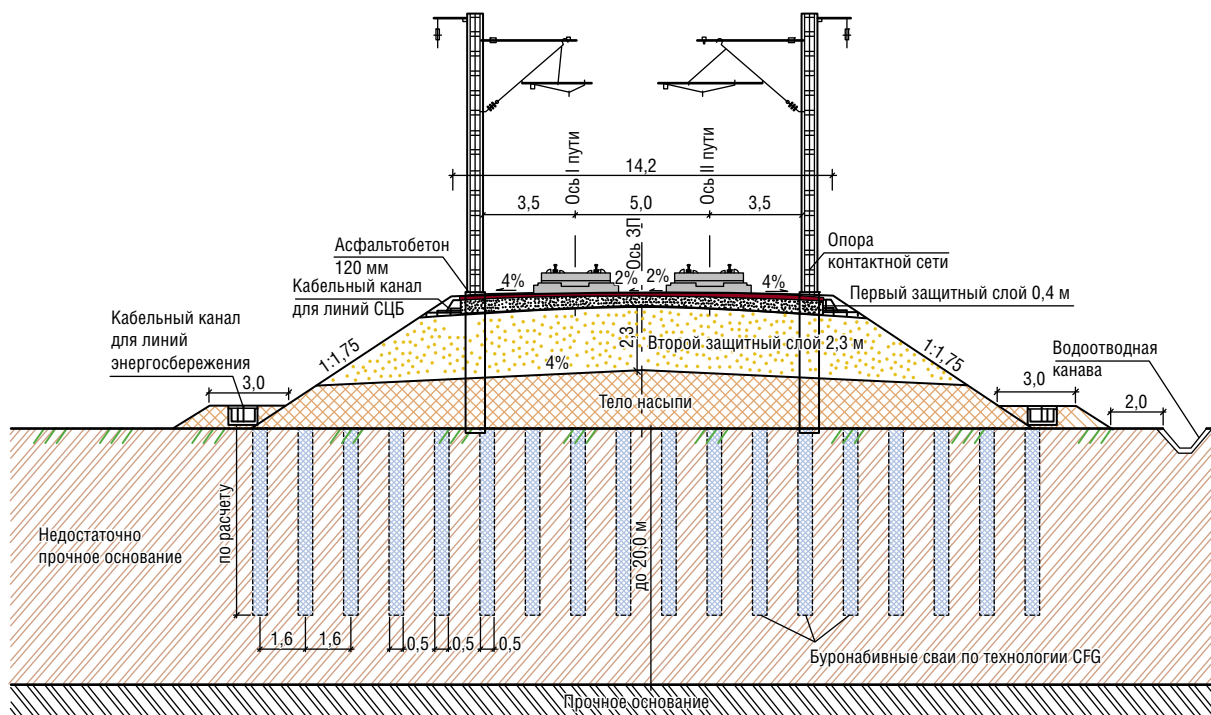 Ось I пути
Ось II пути
14,2
3,5
5,0
3,5
Ось ЗП
Асфальтобетон
120 мм
Кабельный канал
для линий СЦБ
Опора
контактной сети
4%
2%
2%
4%
Первый защитный слой 0,4 м
Кабельный канал
для линий
энергосбережения
1:1,75
2,3
Второй защитный слой 2,3 м
1:1,75
Водоотводная
канава
4%
3,0
Тело насыпи
3,0
2,0
Недостаточно
прочное основание
по расчету
до 20,0 м
1,6
1,6
0,5
0,5
0,5
Буронабивные сваи по технологии CFG
Прочное основание